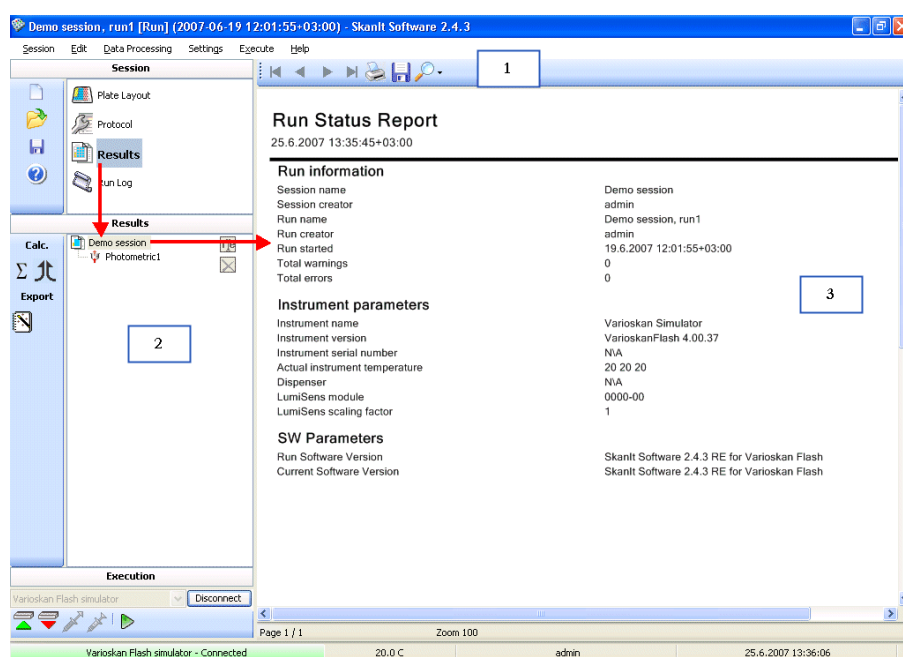 Demo session, run1 [Run] (2007-06-19 12:01:55+03:00) - SkanIt Software 2.4.3
Session Edit Data Processing Settings Execute Help
Session
Plate Layout
Protocol
Results
Run Log
Results
Calc.
Export
Demo session
Photometric1
Execution
Varioskan Flash simulator
Disconnect
1
2
3
Run Status Report
25.6.2007 13:35:45+03:00
Run information
Session name Demo session
Session creator admin
Run name Demo session, run1
Run creator admin
Run started 19.6.2007 12:01:55+03:00
Total warnings 0
Total errors 0
Instrument parameters
Instrument name Varioskan Simulator
Instrument version VarioskanFlash 4.00.37
Instrument serial number N\A
Actual instrument temperature 20 20 20
Dispenser N\A
LumiSens module 0000-00
LumiSens scaling factor 1
SW Parameters
Run Software Version SkanIt Software 2.4.3 RE for Varioskan Flash
Current Software Version SkanIt Software 2.4.3 RE for Varioskan Flash
Page 1 / 1 Zoom 100
Varioskan Flash simulator - Connected 20.0 C admin 25.6.2007 13:36:06